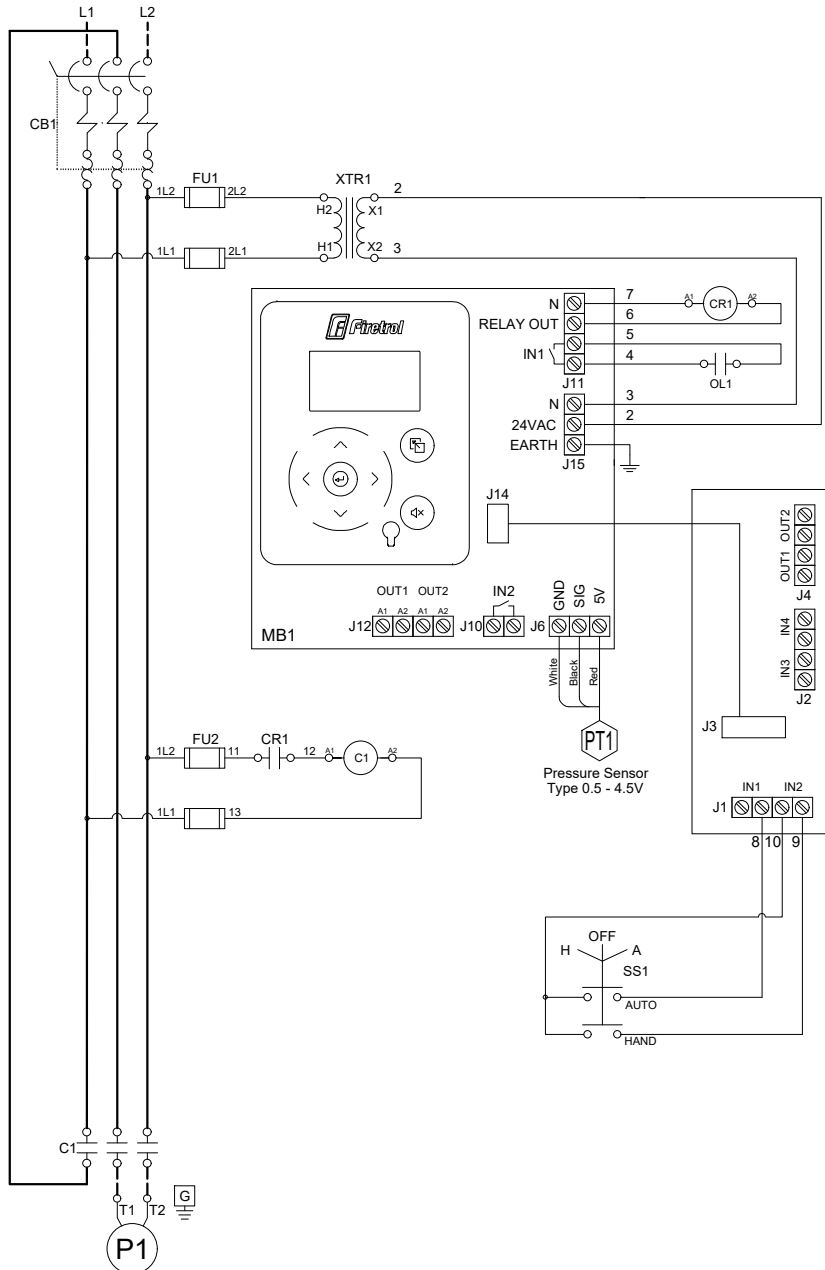 L1 L2
CB1
1L2 FU1 2L2
XTR1
H2 X1 2
H1 X2 3
1L1 2L1
Firetrol
N 7 A1 CR1 A2
RELAY OUT 6
5
IN1 4 OL1
J11
N 3
24VAC 2
EARTH
J15
J14
OUT2
OUT1
J4
IN4
IN3
J2
J3
OUT1 OUT2
A1 A2 A1 A2
J12
IN2
J10
GND SIG 5V
J6
MB1
White Black Red
PT1
Pressure Sensor
Type 0.5 - 4.5V
1L2 FU2 11 CR1 12 A1 C1 A2
1L1 13
J1 IN1 IN2
8 10 9
OFF
H A
SS1
AUTO
HAND
C1
T1 T2 G
P1